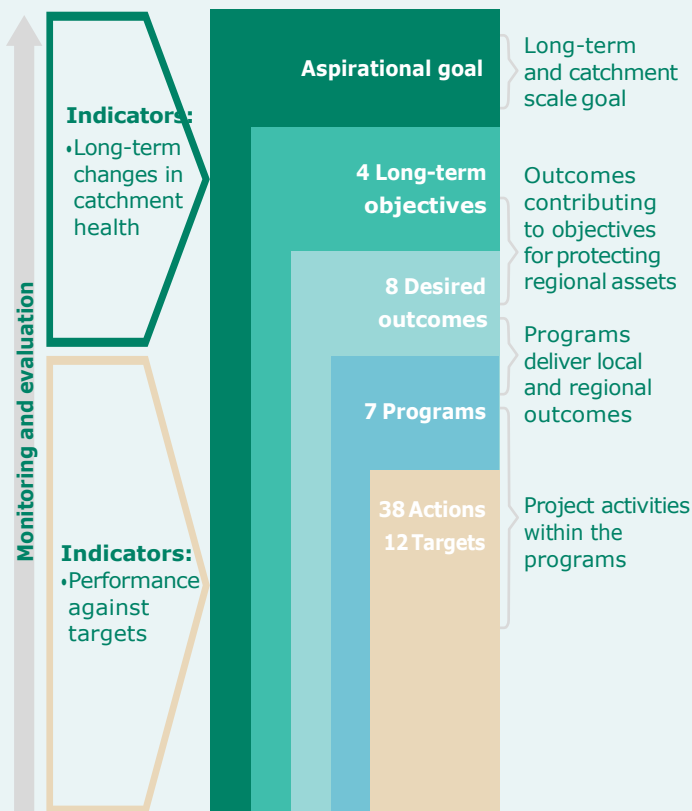 Monitoring and evaluation
Indicators:
•Long-term
changes in
catchment
health
Indicators:
•Performance
against
targets
Aspirational goal
4 Long-term
objectives
8 Desired
outcomes
7 Programs
38 Actions
12 Targets
Long-term
and catchment
scale goal
Outcomes
contributing
to objectives
for protecting
regional assets
Programs
deliver local
and regional
outcomes
Project activities
within the
programs